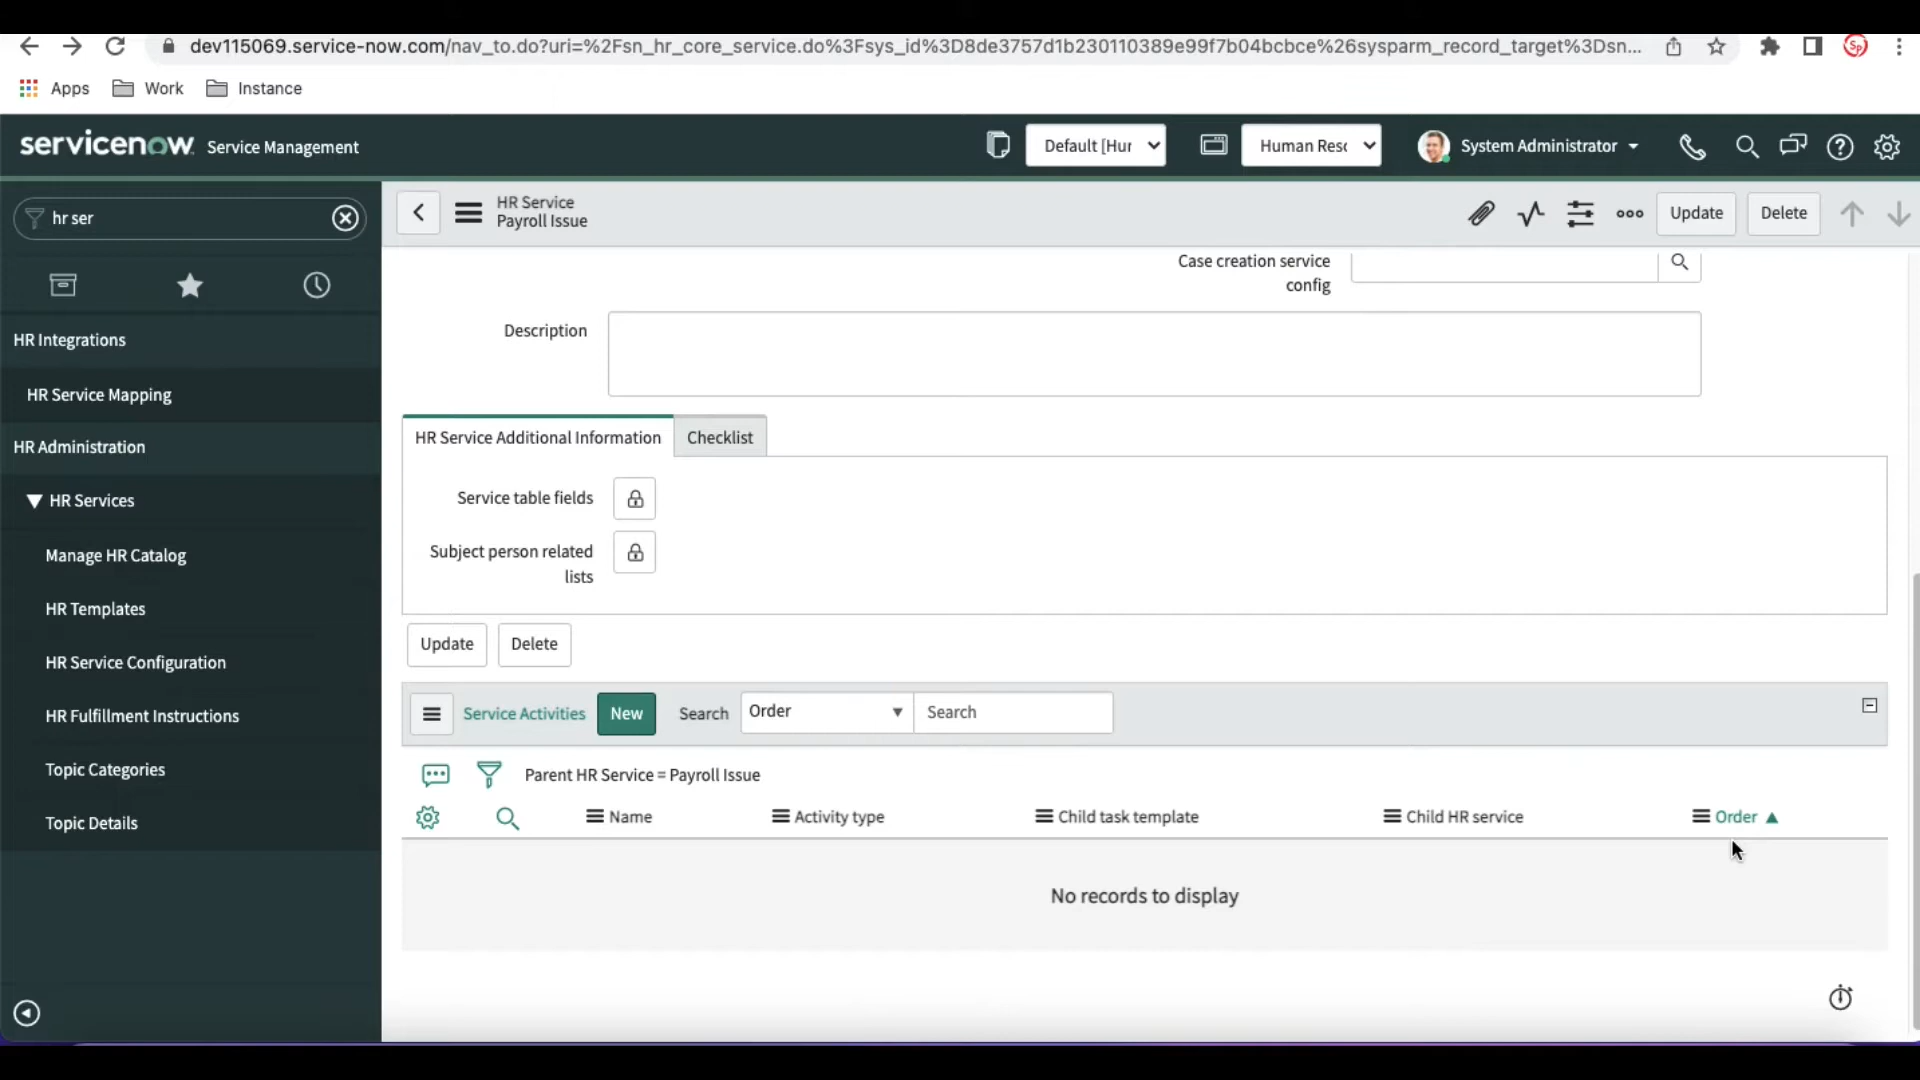 dev115069.service-now.com/nav_to.do?uri=%2Fsn_hr_core_service.do%3Fsys_id%3D8de3757d1b230110389e99f7b04bcbce%26sysparm_record_target%3Dsn...
Sp
Apps
Work
Instance
servicenow Service Management
Default [Hur
Human Resc
System Administrator
hr ser
HR Service
Payroll Issue
Update
Delete
HR Integrations
HR Service Mapping
HR Administration
HR Services
Manage HR Catalog
HR Templates
HR Service Configuration
HR Fulfillment Instructions
Topic Categories
Topic Details
Case creation service
config
Description
HR Service Additional Information
Checklist
Service table fields
Subject person related
lists
Update
Delete
Service Activities
New
Search
Order
Search
Parent HR Service = Payroll Issue
Name
Activity type
Child task template
Child HR service
Order
No records to display